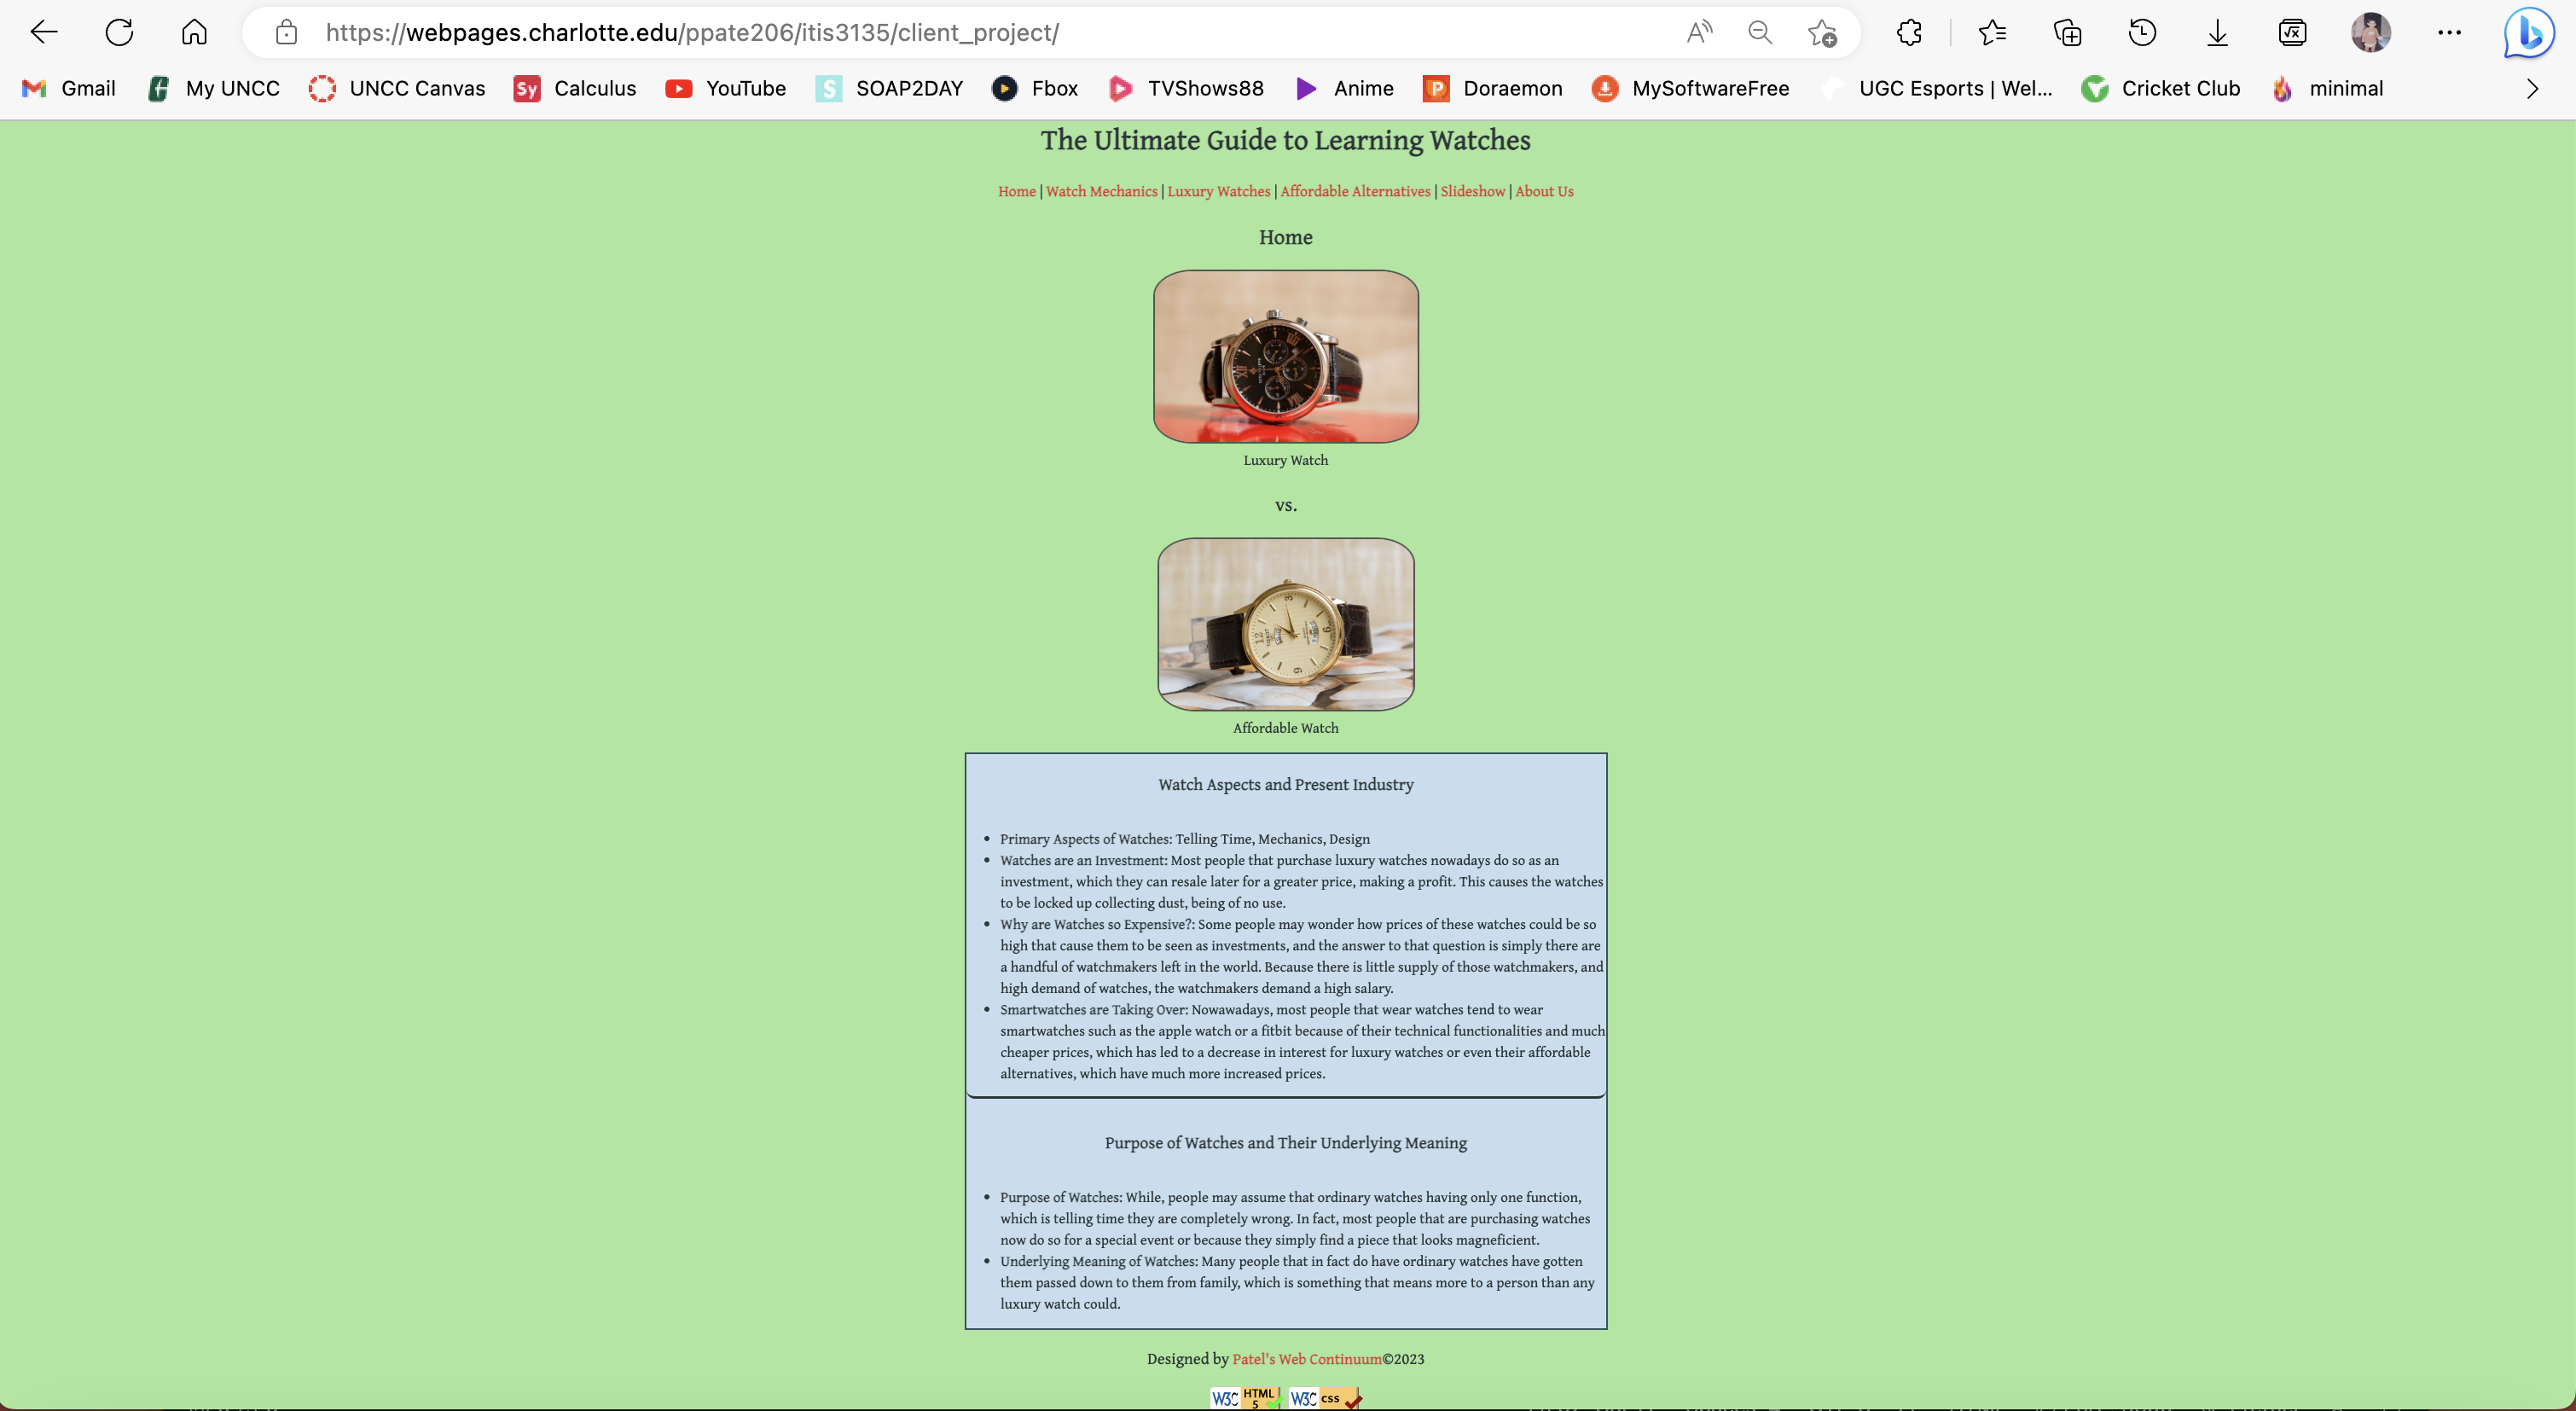 https://webpages.charlotte.edu/ppate206/itis3135/client_project/
Gmail My UNCC UNCC Canvas Sy Calculus YouTube S SOAP2DAY Fbox TVShows88 Anime Doraemon MySoftwareFree UGC Esports | Wel... Cricket Club minimal
The Ultimate Guide to Learning Watches
Home | Watch Mechanics | Luxury Watches | Affordable Alternatives | Slideshow | About Us
Home
Luxury Watch
vs.
Affordable Watch
Watch Aspects and Present Industry
• Primary Aspects of Watches: Telling Time, Mechanics, Design
• Watches are an Investment: Most people that purchase luxury watches nowadays do so as an
investment, which they can resale later for a greater price, making a profit. This causes the watches
to be locked up collecting dust, being of no use.
• Why are Watches so Expensive?: Some people may wonder how prices of these watches could be so
high that cause them to be seen as investments, and the answer to that question is simply there are
a handful of watchmakers left in the world. Because there is little supply of those watchmakers, and
high demand of watches, the watchmakers demand a high salary.
• Smartwatches are Taking Over: Nowawadays, most people that wear watches tend to wear
smartwatches such as the apple watch or a fitbit because of their technical functionalities and much
cheaper prices, which has led to a decrease in interest for luxury watches or even their affordable
alternatives, which have much more increased prices.
Purpose of Watches and Their Underlying Meaning
• Purpose of Watches: While, people may assume that ordinary watches having only one function,
which is telling time they are completely wrong. In fact, most people that are purchasing watches
now do so for a special event or because they simply find a piece that looks magneficient.
• Underlying Meaning of Watches: Many people that in fact do have ordinary watches have gotten
them passed down to them from family, which is something that means more to a person than any
luxury watch could.
Designed by Patel's Web Continuum©2023
W3C HTML 5 W3C css